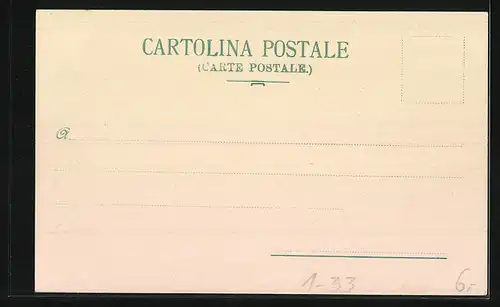 CARTOLINA POSTALE
(CARTE POSTALE.)
A
1-33 6,-